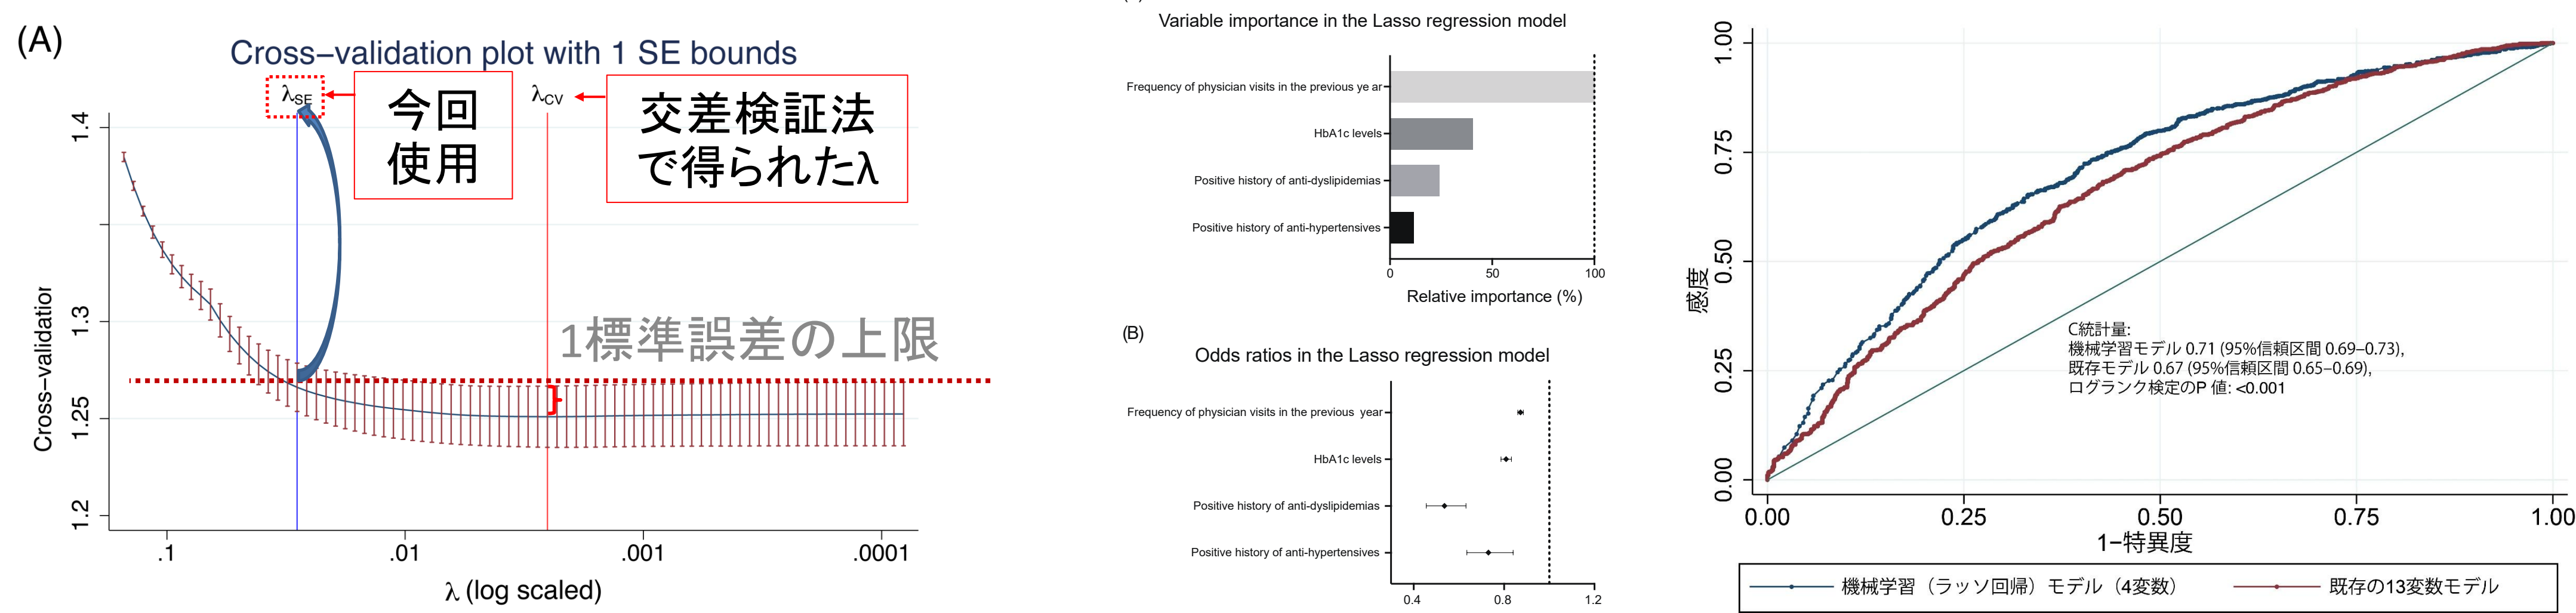 (A)
Cross−validation plot with 1 SE bounds
λSE
今回
使用
λCV
交差検証法
で得られたλ
1標準誤差の上限
Cross−validation
1.4
1.3
1.25
1.2
.1
.01
.001
.0001
λ (log scaled)
Variable importance in the Lasso regression model
Frequency of physician visits in the previous ye ar
HbA1c levels
Positive history of anti-dyslipidemias
Positive history of anti-hypertensives
0
50
100
Relative importance (%)
(B)
Odds ratios in the Lasso regression model
Frequency of physician visits in the previous year
HbA1c levels
Positive history of anti-dyslipidemias
Positive history of anti-hypertensives
0.4
0.8
1.2
感度
1.00
0.75
0.50
0.25
0.00
C統計量:
機械学習モデル 0.71 (95%信頼区間 0.69–0.73),
既存モデル 0.67 (95%信頼区間 0.65–0.69),
ログランク検定のP 値: <0.001
0.00
0.25
0.50
0.75
1.00
1−特異度
機械学習（ラッソ回帰）モデル（4変数）
既存の13変数モデル